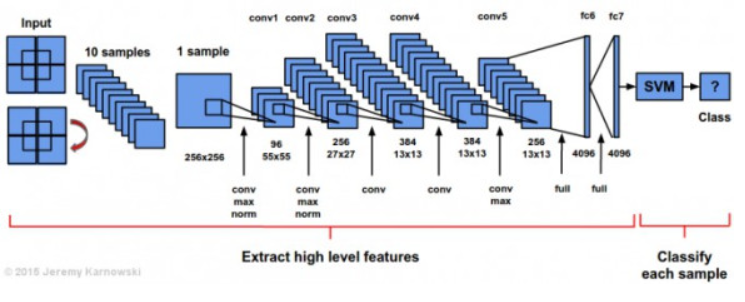 Input
10 samples
1 sample
conv1
conv2
conv3
conv4
conv5
fc6
fc7
256x256
96
55x55
256
27x27
384
13x13
384
13x13
256
13x13
4096
4096
SVM
?
Class
conv
max
norm
conv
max
norm
conv
conv
conv
max
full
full
Extract high level features
Classify
each sample
© 2015 Jeremy Karnowski